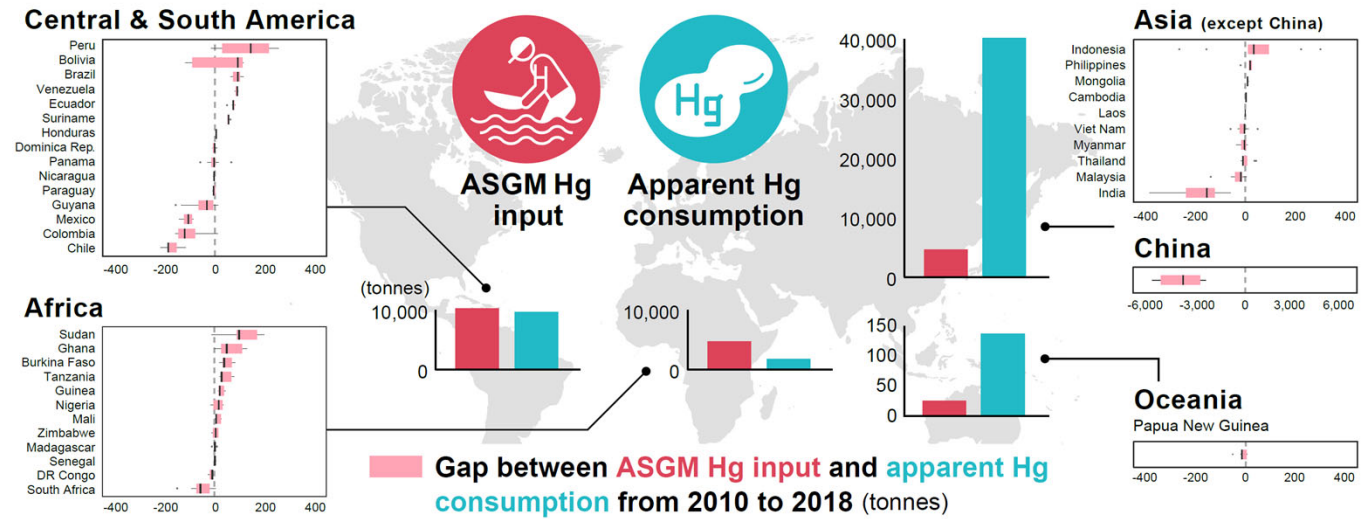 Central & South America
Peru
Bolivia
Brazil
Venezuela
Ecuador
Suriname
Honduras
Dominica Rep.
Panama
Nicaragua
Paraguay
Guyana
Mexico
Colombia
Chile
-400 -200 0 200 400
Africa
Sudan
Ghana
Burkina Faso
Tanzania
Guinea
Nigeria
Mali
Zimbabwe
Madagascar
Senegal
DR Congo
South Africa
-400 -200 0 200 400
H
ASGM Hg
input
Hg
Apparent Hg
consumption
(tonnes)
10,000
0
10,000
0
40,000
30,000
20,000
10,000
0
150
100
50
0
Asia (except China)
Indonesia
Philippines
Mongolia
Cambodia
Laos
Viet Nam
Myanmar
Thailand
Malaysia
India
-400 -200 0 200 400
China
-6,000 -3,000 0 3,000 6,000
Oceania
Papua New Guinea
-400 -200 0 200 400
Gap between ASGM Hg input and apparent Hg
consumption from 2010 to 2018 (tonnes)